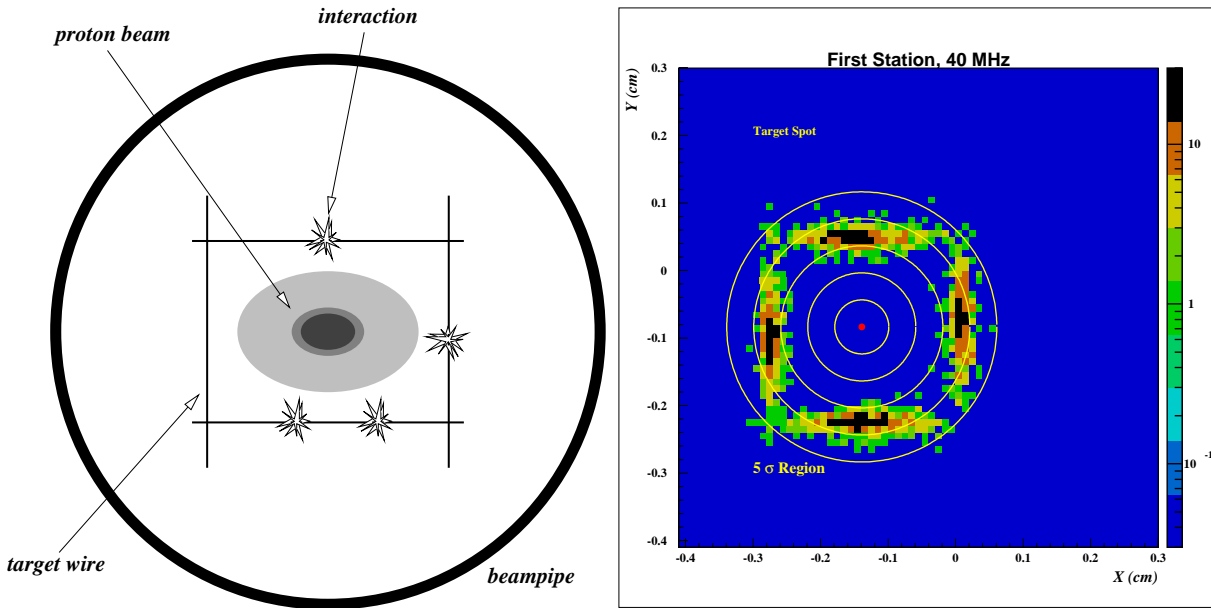 interaction
proton beam
target wire
beampipe
First Station, 40 MHz
Y (cm)
0.3
0.2
0.1
0
-0.1
-0.2
-0.3
-0.4
Target Spot
5 σ Region
-0.4
-0.3
-0.2
-0.1
0
0.1
0.2
0.3
X (cm)
10
1
10 -1